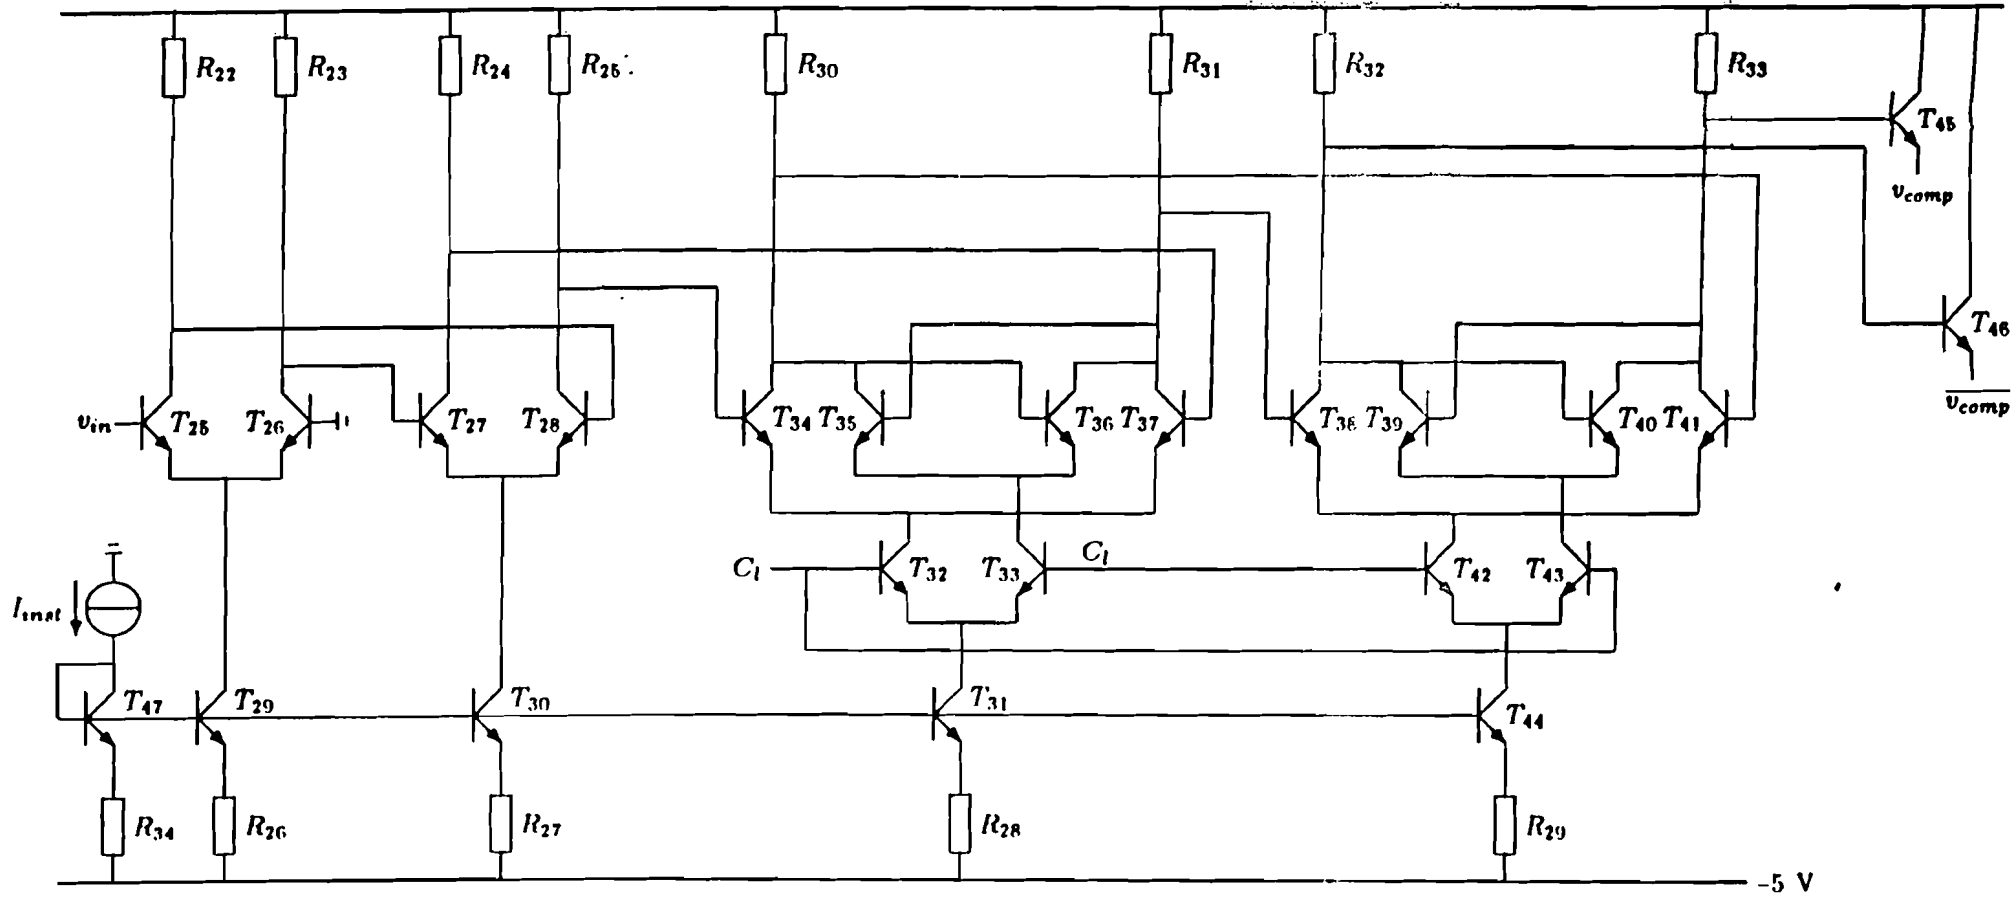 R22 R23 R24 R25 R30 R31 R32 R33
T45
vcomp
T46
vcomp
vin T25 T26 T27 T28 T34 T35 T36 T37 T38 T39 T40 T41
Cl T32 T33 Cl T42 T43
Iinst
T47 T29 T30 T31 T44
R34 R26 R27 R28 R29
-5 V